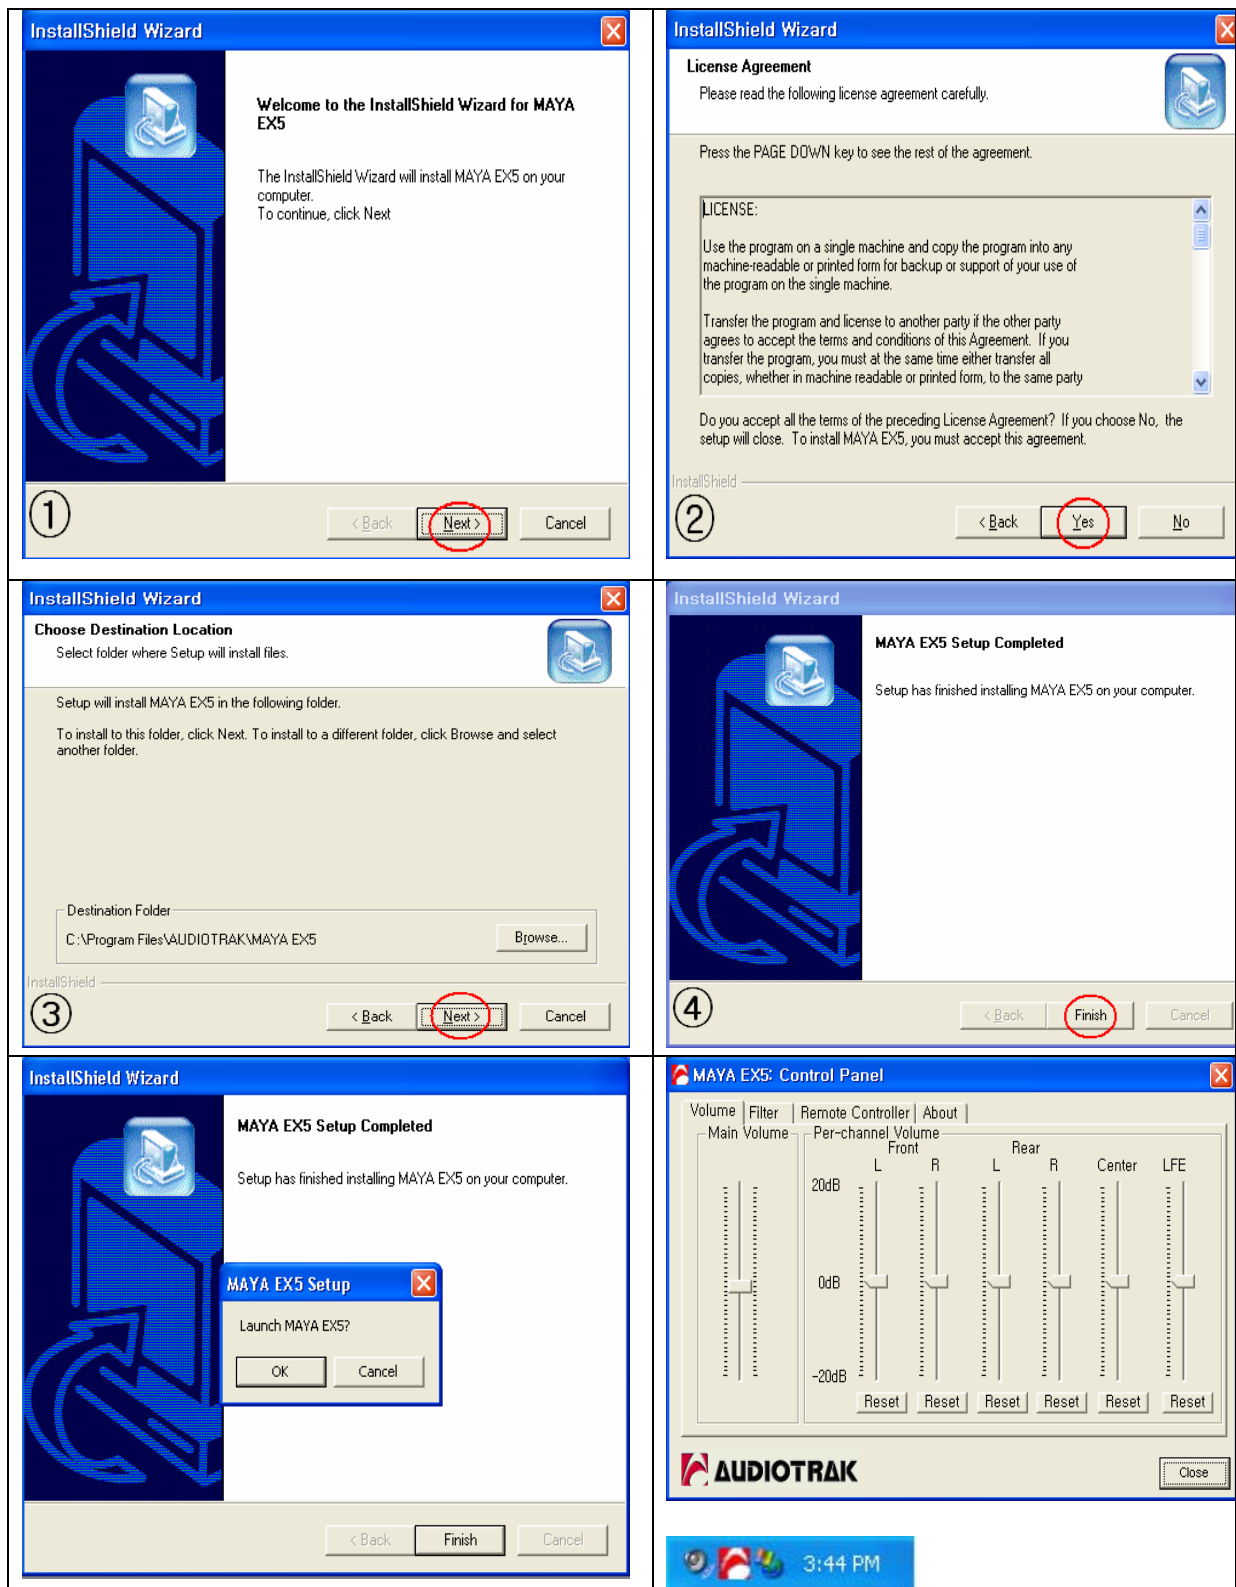 InstallShield Wizard
Welcome to the InstallShield Wizard for MAYA
EX5
The InstallShield Wizard will install MAYA EX5 on your
computer.
To continue, click Next
①
< Back
Next >
Cancel
InstallShield Wizard
License Agreement
Please read the following license agreement carefully.
Press the PAGE DOWN key to see the rest of the agreement.
LICENSE:
Use the program on a single machine and copy the program into any
machine-readable or printed form for backup or support of your use of
the program on the single machine.
Transfer the program and license to another party if the other party
agrees to accept the terms and conditions of this Agreement. If you
transfer the program, you must at the same time either transfer all
copies, whether in machine readable or printed form, to the same party
Do you accept all the terms of the preceding License Agreement? If you choose No, the
setup will close. To install MAYA EX5, you must accept this agreement.
InstallShield
②
< Back
Yes
No
InstallShield Wizard
Choose Destination Location
Select folder where Setup will install files.
Setup will install MAYA EX5 in the following folder.
To install to this folder, click Next. To install to a different folder, click Browse and select
another folder.
Destination Folder
C:\Program Files\AUDIOTRAK\MAYA EX5
Browse...
InstallShield
③
< Back
Next >
Cancel
InstallShield Wizard
MAYA EX5 Setup Completed
Setup has finished installing MAYA EX5 on your computer.
④
< Back
Finish
Cancel
InstallShield Wizard
MAYA EX5 Setup Completed
Setup has finished installing MAYA EX5 on your computer.
MAYA EX5 Setup
Launch MAYA EX5?
OK
Cancel
< Back
Finish
Cancel
MAYA EX5: Control Panel
Volume Filter Remote Controller About
Main Volume Per-channel Volume
Front Rear
L R L R Center LFE
20dB
0dB
-20dB
Reset Reset Reset Reset Reset Reset
AUDIOTRAK
Close
3:44 PM